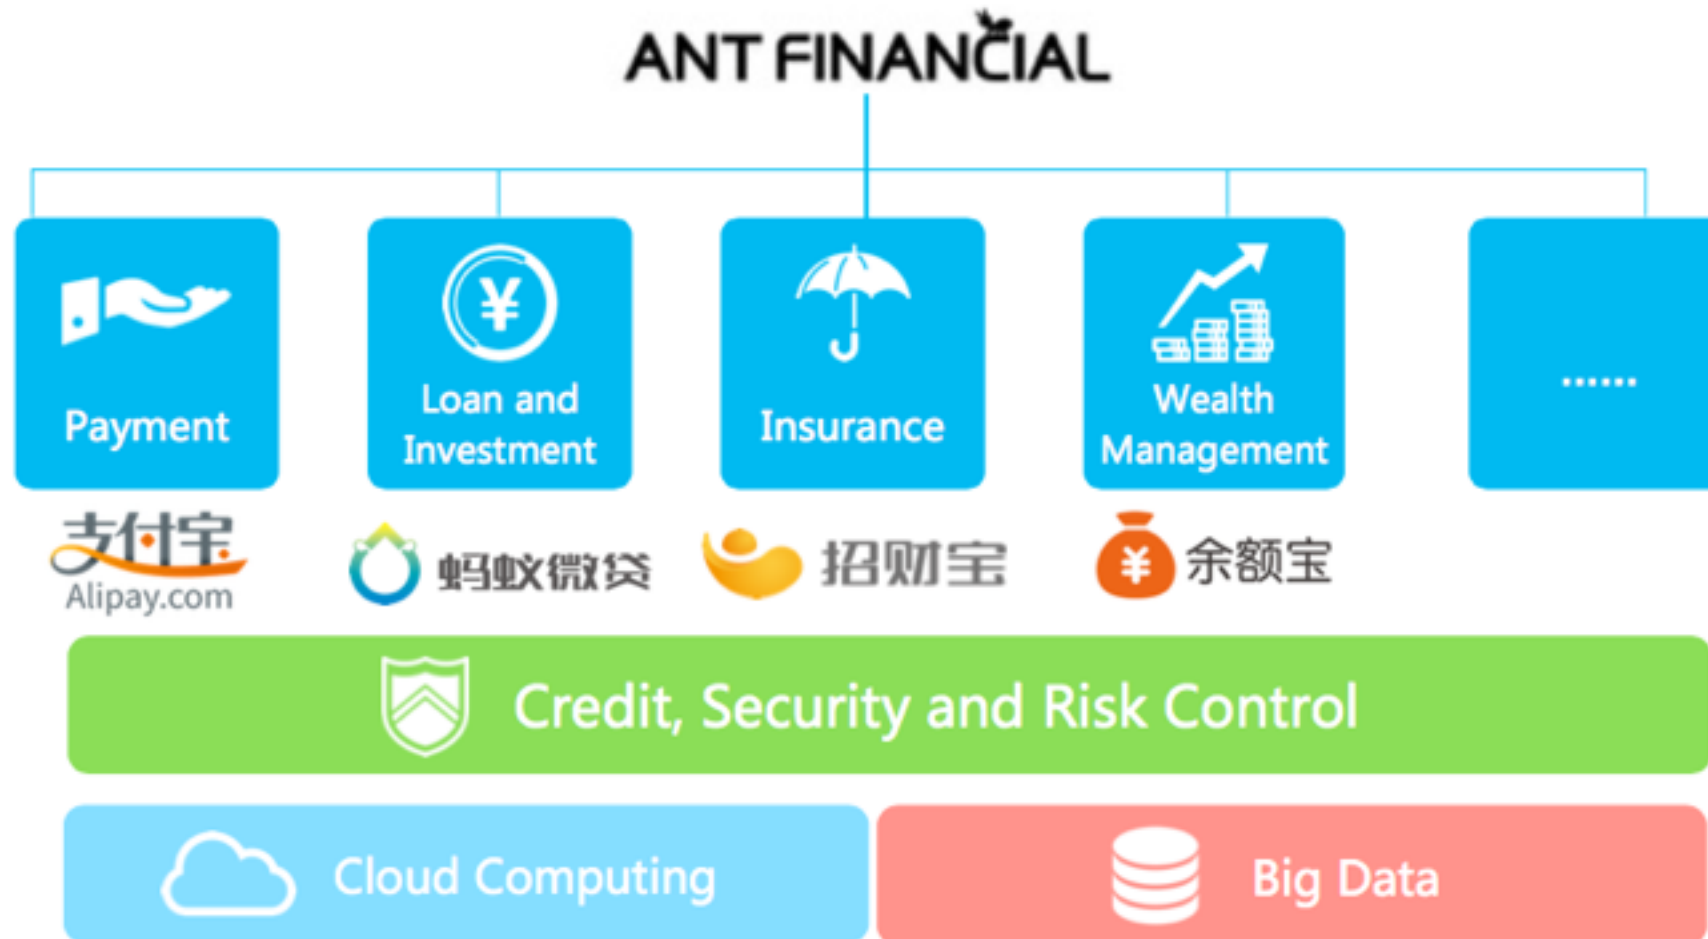 ANT FINANCIAL
Payment
Loan and
Investment
Insurance
Wealth
Management
......
支付宝
Alipay.com
蚂蚁微贷
招财宝
余额宝
Credit, Security and Risk Control
Cloud Computing
Big Data